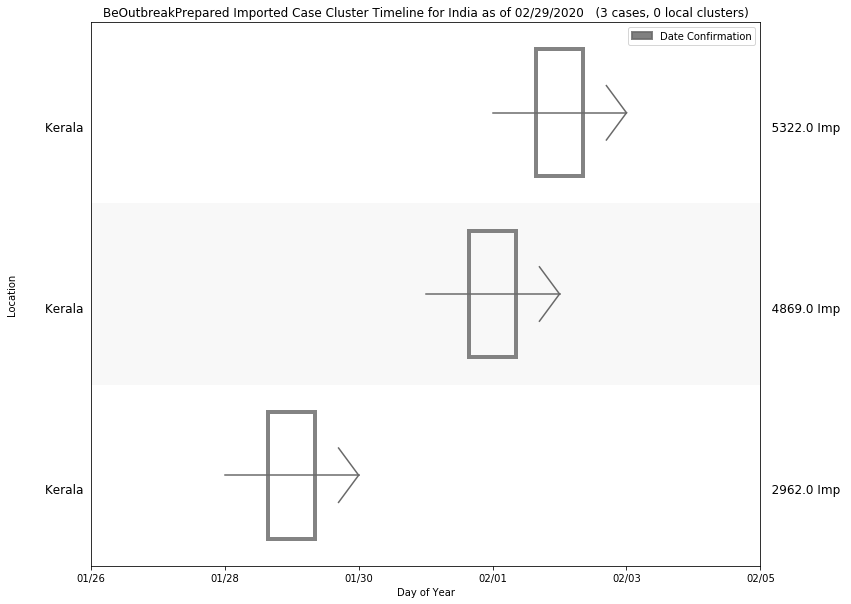 BeOutbreakPrepared Imported Case Cluster Timeline for India as of 02/29/2020   (3 cases, 0 local clusters)
Date Confirmation
Kerala
5322.0 Imp
Kerala
4869.0 Imp
Kerala
2962.0 Imp
Location
01/26
01/28
01/30
02/01
02/03
02/05
Day of Year